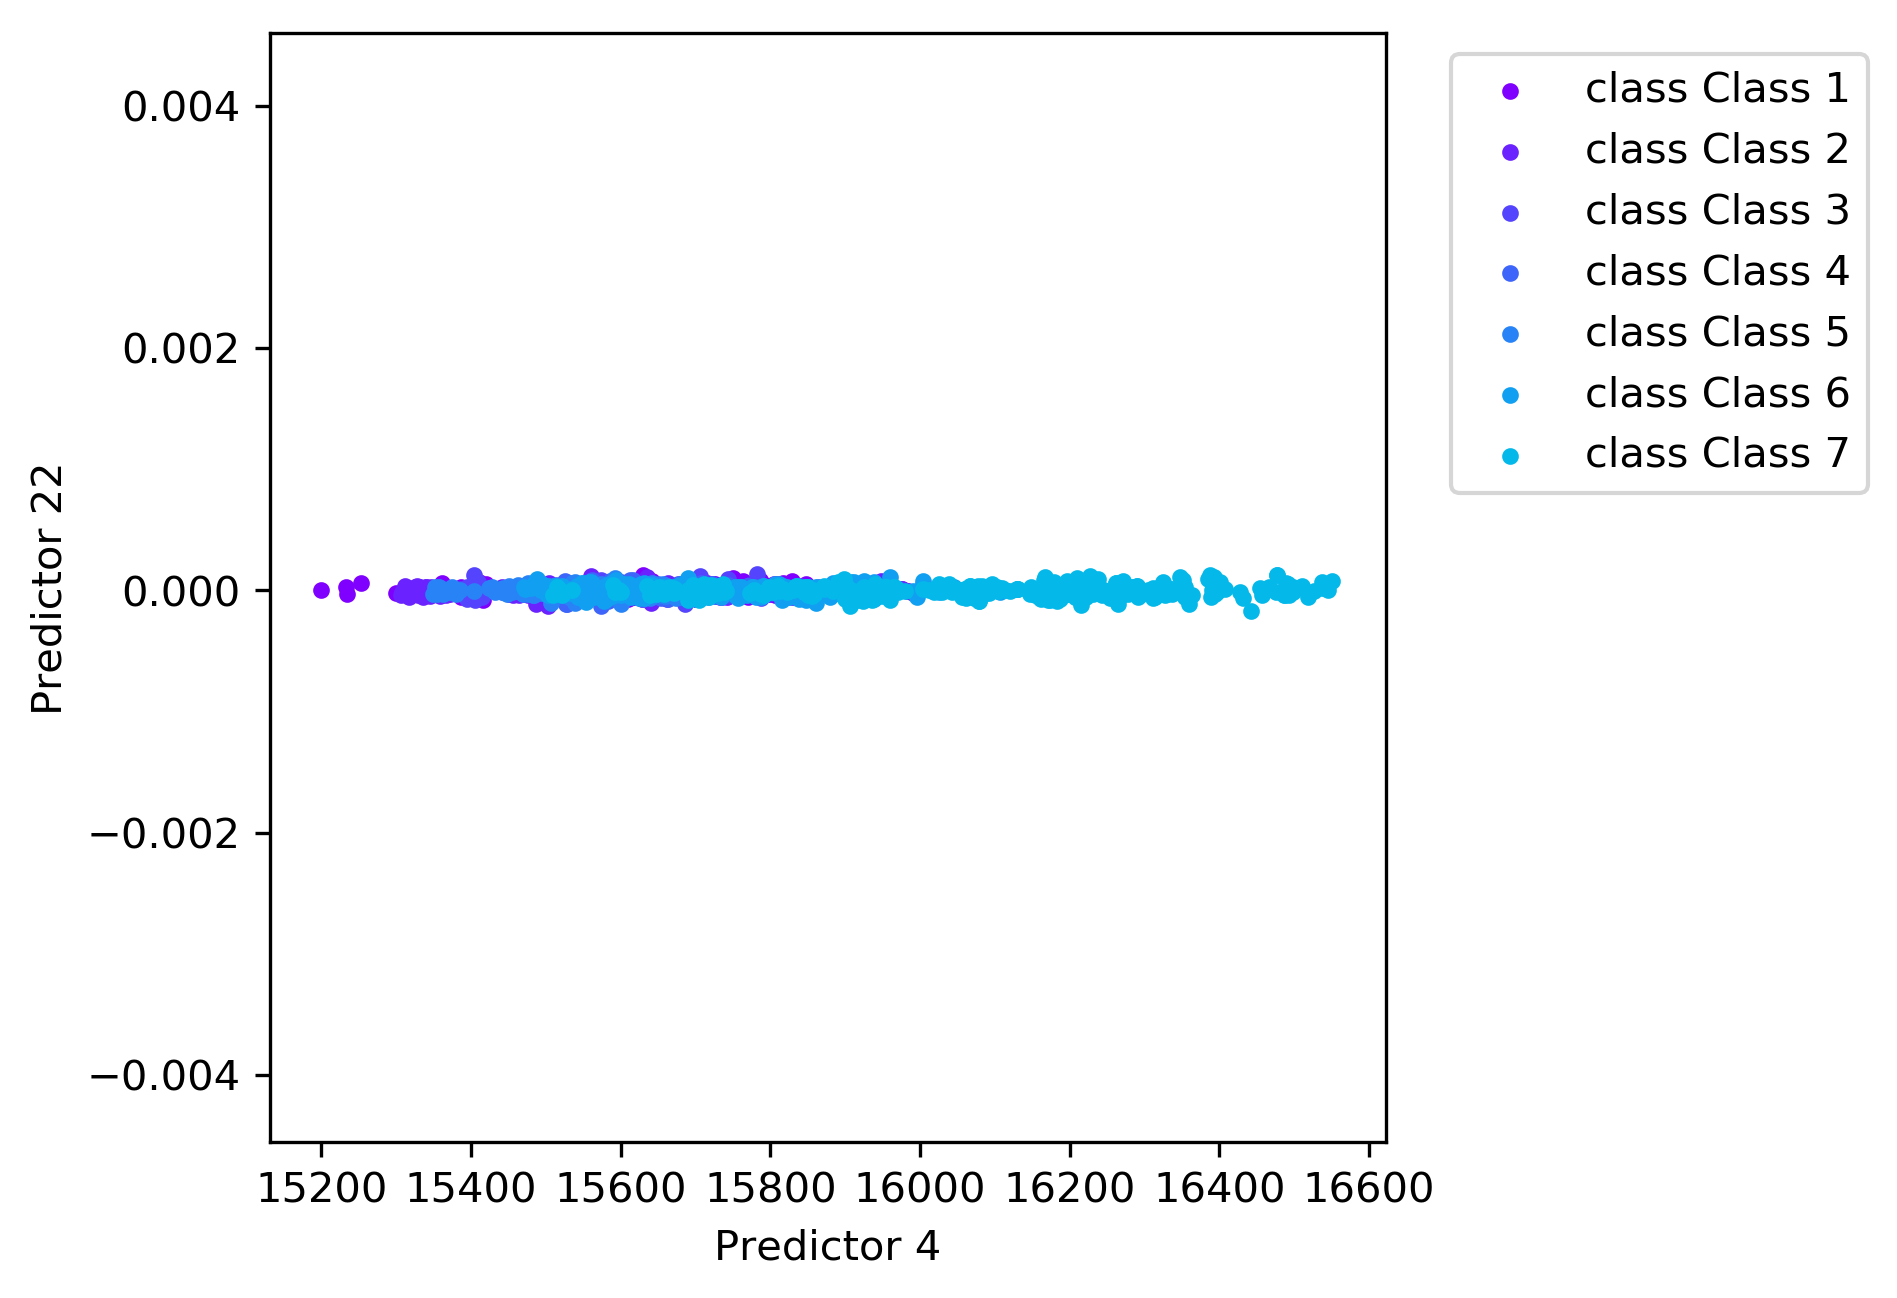 0.004
0.002
0.000
−0.002
−0.004
Predictor 22
15200 15400 15600 15800 16000 16200 16400 16600
Predictor 4
class Class 1
class Class 2
class Class 3
class Class 4
class Class 5
class Class 6
class Class 7